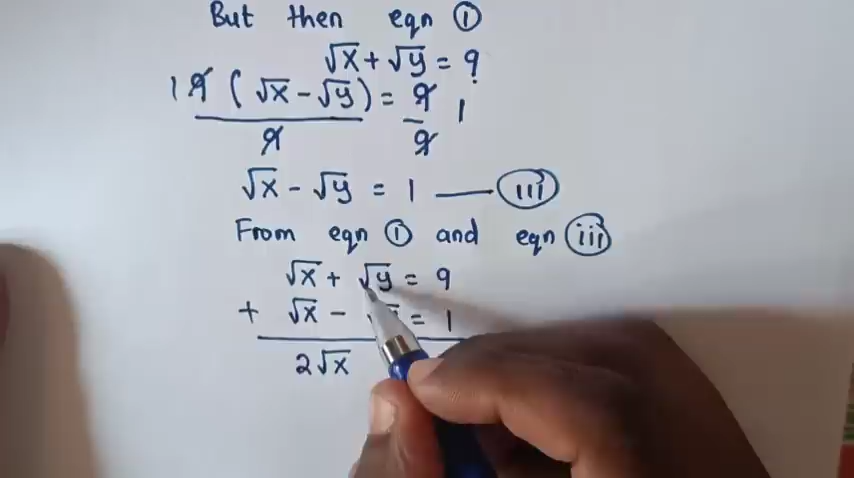 But then eqn ①
√x + √y = 9
1 9 ( √x - √y ) = 9 1
9 9
√x - √y = 1 —— (iii)
From eqn ① and eqn (iii)
√x + √y = 9
+ √x - = 1
2√x